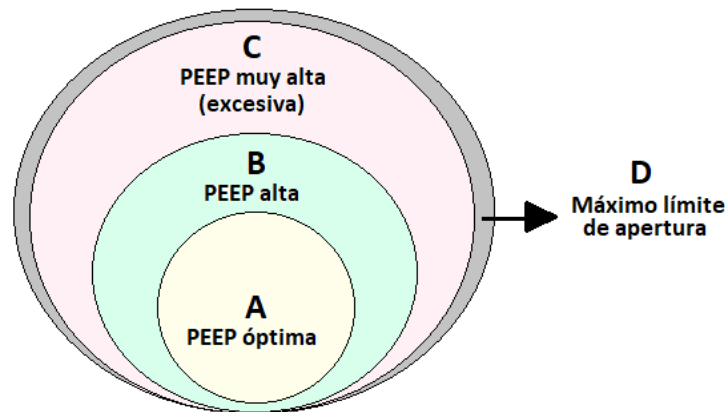 C
PEEP muy alta
(excesiva)
B
PEEP alta
D
Máximo límite
de apertura
A
PEEP óptima